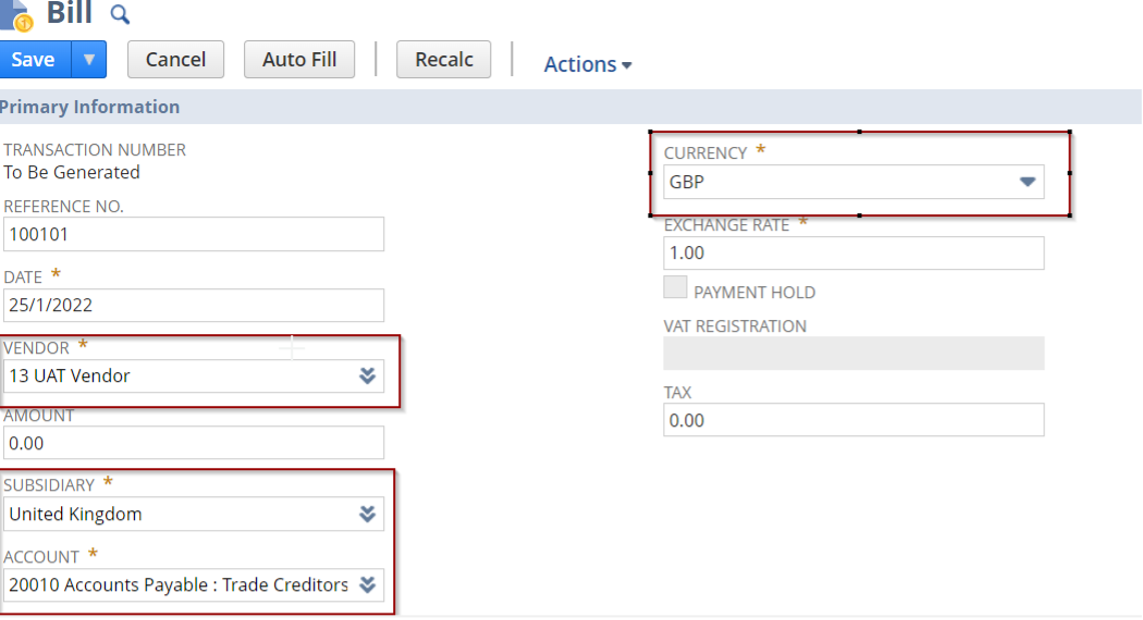 Bill
Save
Cancel
Auto Fill
Recalc
Actions
Primary Information
TRANSACTION NUMBER
To Be Generated
REFERENCE NO.
100101
DATE *
25/1/2022
VENDOR *
13 UAT Vendor
AMOUNT
0.00
SUBSIDIARY *
United Kingdom
ACCOUNT *
20010 Accounts Payable : Trade Creditors
CURRENCY *
GBP
EXCHANGE RATE *
1.00
PAYMENT HOLD
VAT REGISTRATION
TAX
0.00